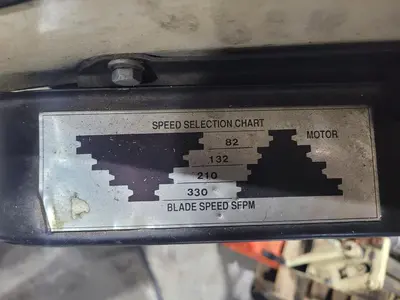 SPEED SELECTION CHART
82 MOTOR
132
210
330
BLADE SPEED SFPM